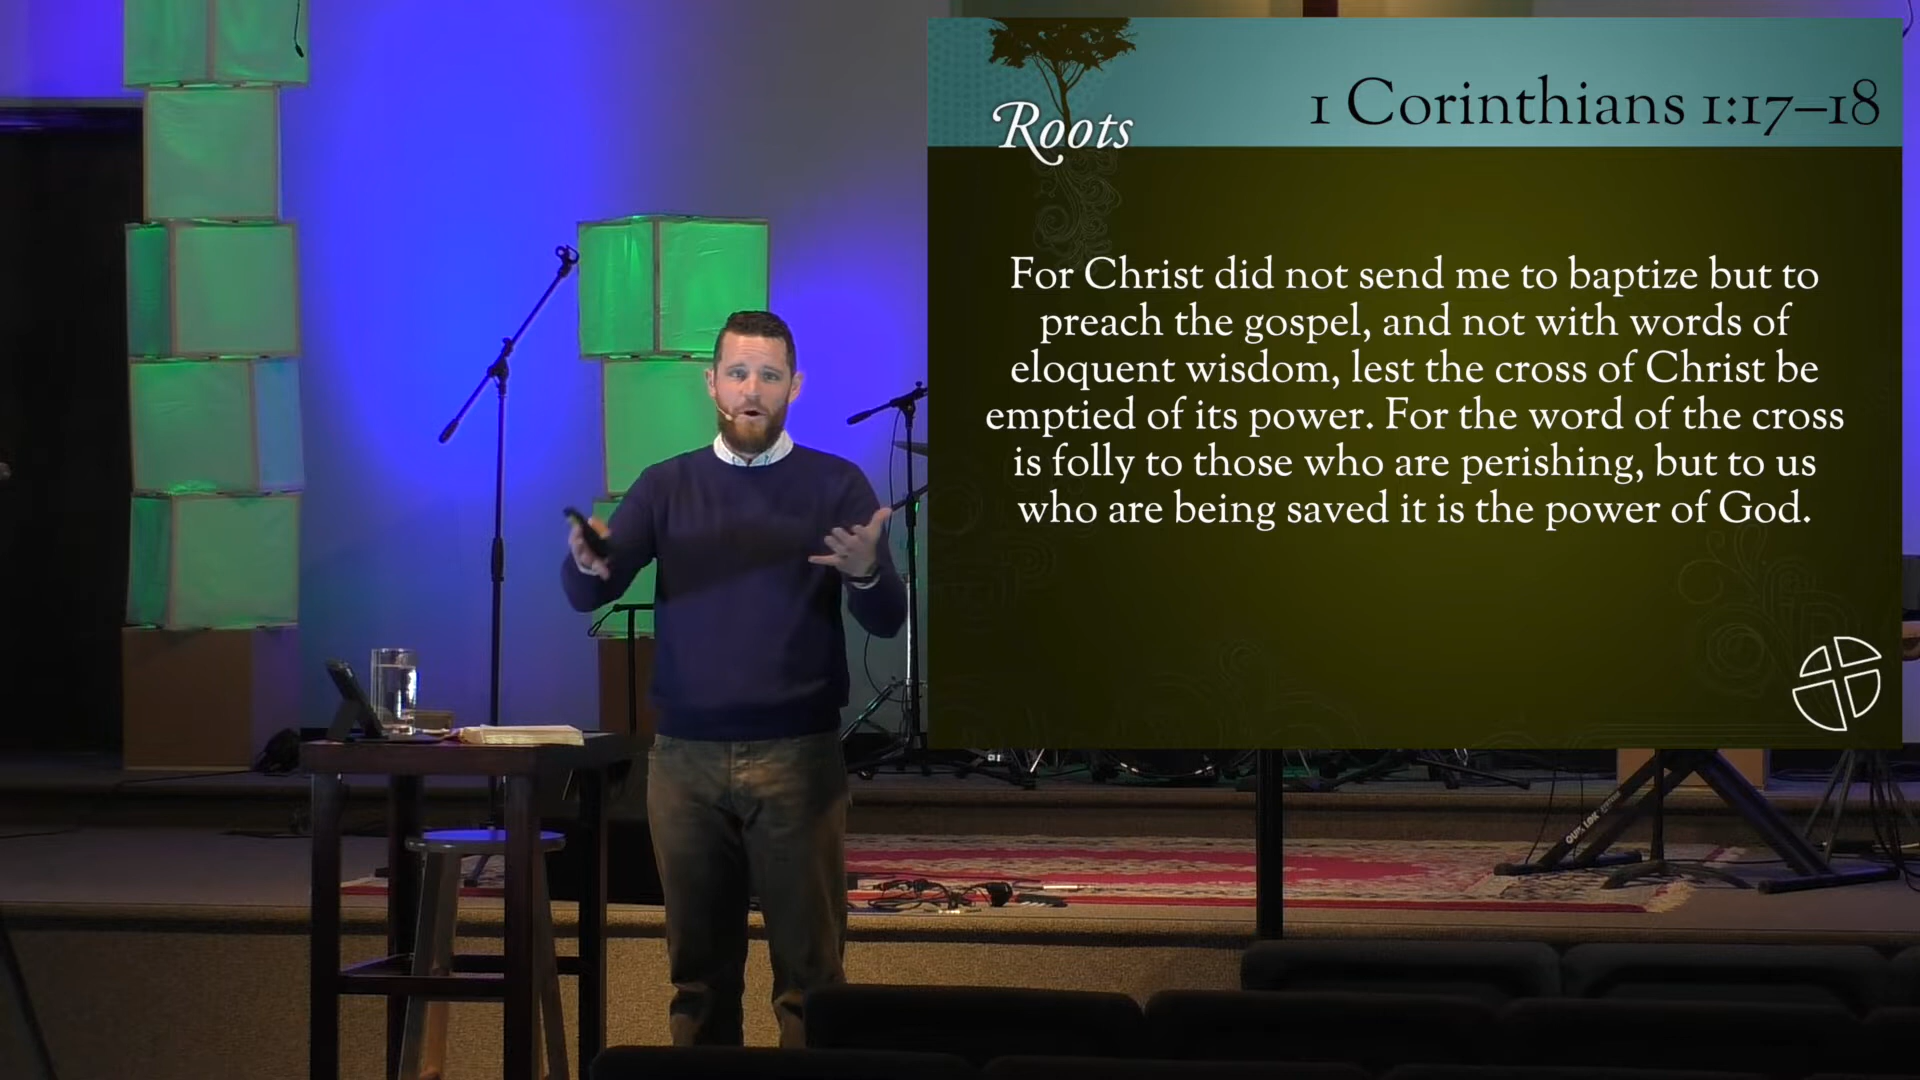 Roots
1 Corinthians 1:17–18
For Christ did not send me to baptize but to
preach the gospel, and not with words of
eloquent wisdom, lest the cross of Christ be
emptied of its power. For the word of the cross
is folly to those who are perishing, but to us
who are being saved it is the power of God.
QUIK LOK